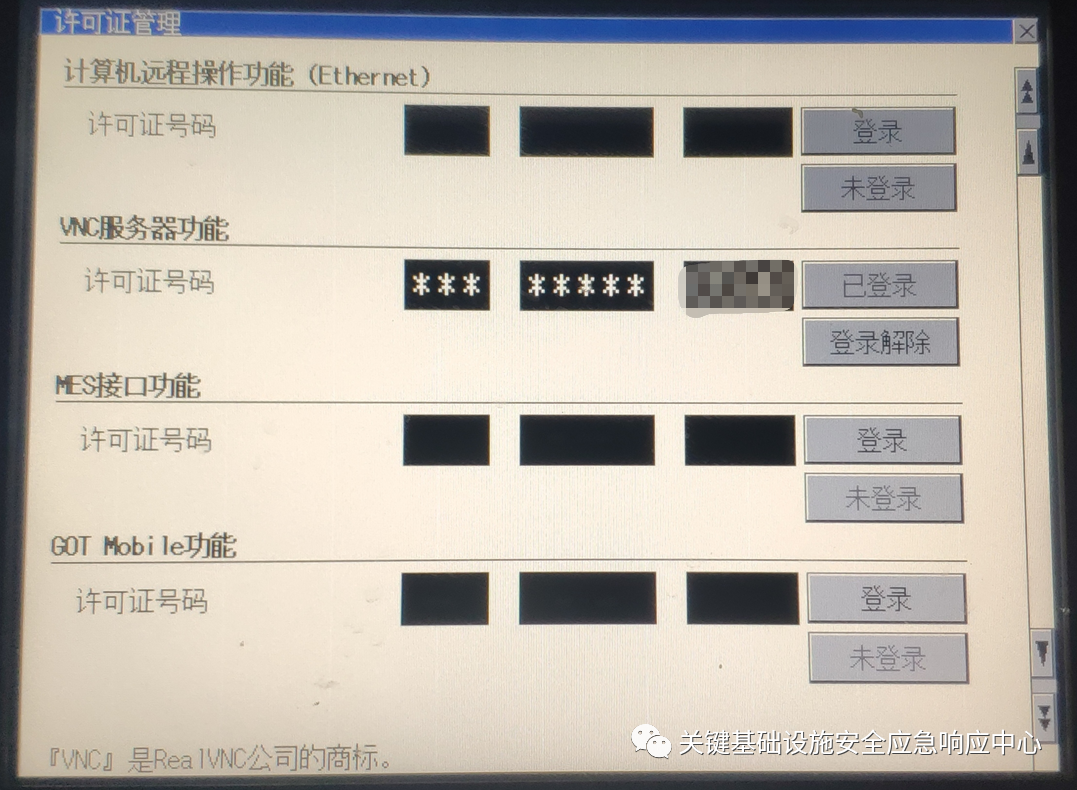 许可证管理
计算机远程操作功能（Ethernet）
许可证号码
登录
未登录
VNC服务器功能
许可证号码 *** ***** 已登录
登录解除
MES接口功能
许可证号码
登录
未登录
GOT Mobile功能
许可证号码
登录
未登录
『VNC』是RealVNC公司的商标。
关键基础设施安全应急响应中心